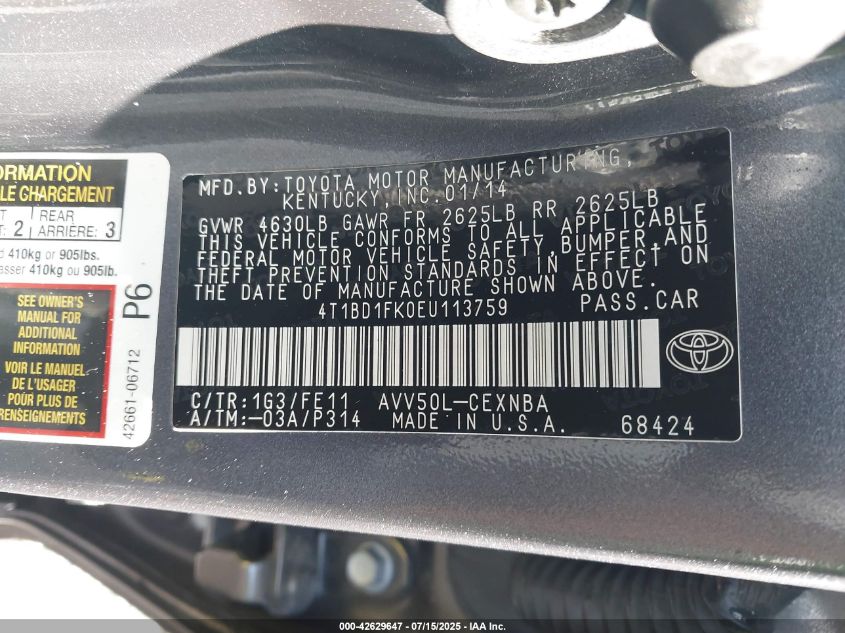 ORMATION
LE CHARGEMENT
REAR
2 ARRIÈRE: 3
410kg or 905lbs.
asser 410 kg ou 905lb.
SEE OWNER'S
MANUAL FOR
ADDITIONAL
INFORMATION
VOIR LE MANUEL
DE L'USAGER
POUR PLUS DE
RENSEIGNEMENTS
P6
42661-06712
MFD.BY:TOYOTA MOTOR MANUFACTURING,
KENTUCKY,INC.01/14
GVWR 4630LB GAWR FR 2625LB RR 2625LB
THIS VEHICLE CONFORMS TO ALL APPLICABLE
FEDERAL MOTOR VEHICLE SAFETY,BUMPER,AND
THEFT PREVENTION STANDARDS IN EFFECT ON
THE DATE OF MANUFACTURE SHOWN ABOVE.
4T1BD1FK0EU113759 PASS.CAR
C/TR:1G3/FE11 AVV50L-CEXNBA
A/TM:-03A/P314 MADE IN U.S.A. 68424
000-42629647 - 07/15/2025 - IAA Inc.